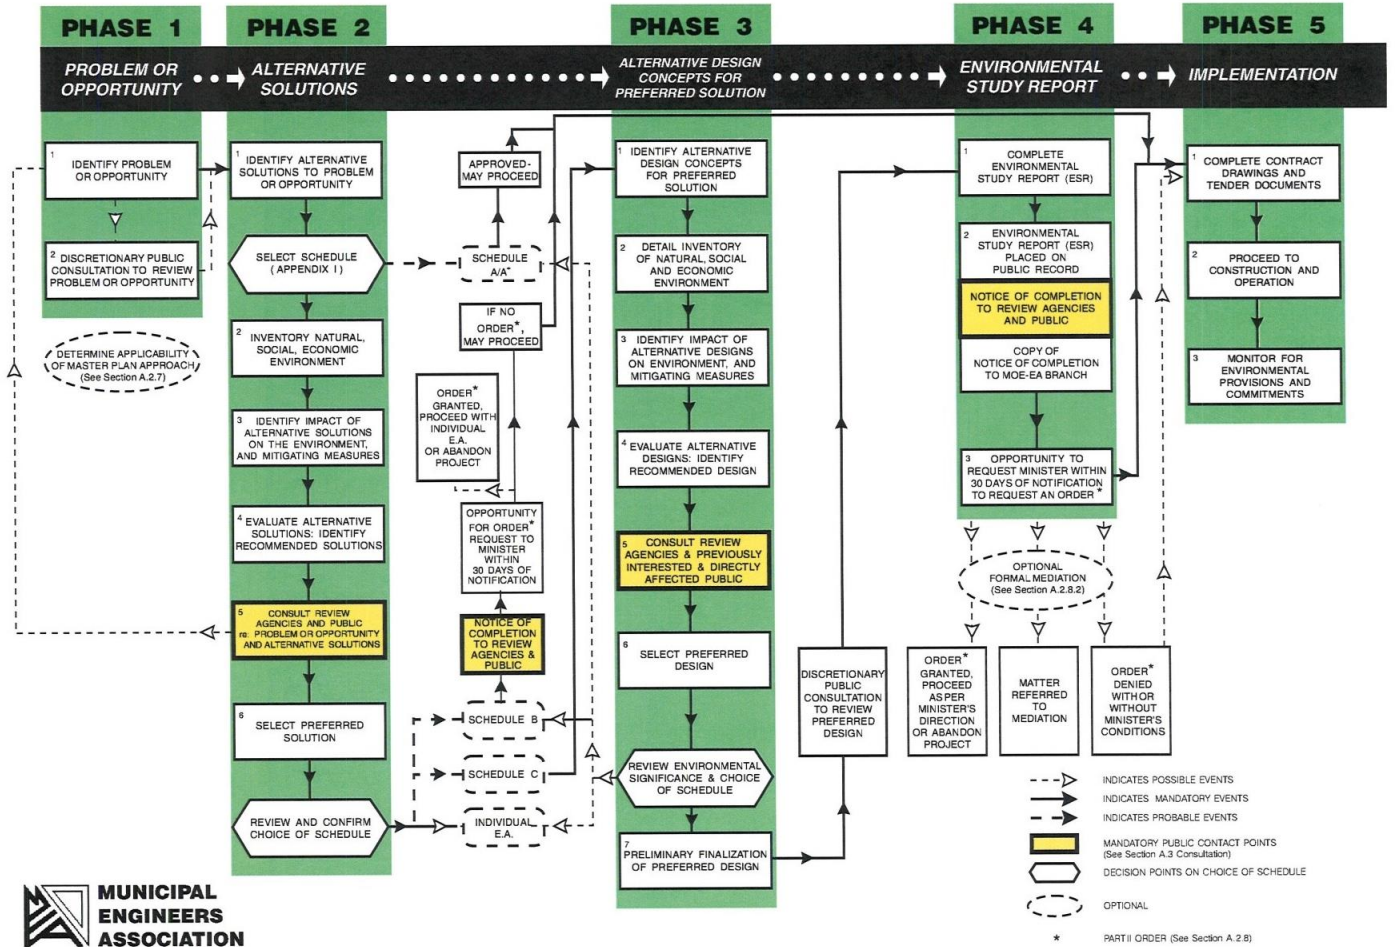 PHASE 1
PROBLEM OR
OPPORTUNITY
PHASE 2
ALTERNATIVE
SOLUTIONS
PHASE 3
ALTERNATIVE DESIGN
CONCEPTS FOR
PREFERRED SOLUTION
PHASE 4
ENVIRONMENTAL
STUDY REPORT
PHASE 5
IMPLEMENTATION
1 IDENTIFY PROBLEM
OR OPPORTUNITY
2 DISCRETIONARY PUBLIC
CONSULTATION TO REVIEW
PROBLEM OR OPPORTUNITY
DETERMINE APPLICABILITY
OF MASTER PLAN APPROACH
(See Section A.2.7)
1 IDENTIFY ALTERNATIVE
SOLUTIONS TO PROBLEM
OR OPPORTUNITY
SELECT SCHEDULE
(APPENDIX I)
2 INVENTORY NATURAL,
SOCIAL, ECONOMIC
ENVIRONMENT
3 IDENTIFY IMPACT OF
ALTERNATIVE SOLUTIONS
ON THE ENVIRONMENT,
AND MITIGATING MEASURES
4 EVALUATE ALTERNATIVE
SOLUTIONS: IDENTIFY
RECOMMENDED SOLUTIONS
5 CONSULT REVIEW
AGENCIES AND PUBLIC
re: PROBLEM OR OPPORTUNITY
AND ALTERNATIVE SOLUTIONS
6 SELECT PREFERRED
SOLUTION
REVIEW AND CONFIRM
CHOICE OF SCHEDULE
APPROVED-
MAY PROCEED
SCHEDULE
A/A+
IF NO
ORDER*,
MAY PROCEED
ORDER*
GRANTED,
PROCEED WITH
INDIVIDUAL
E.A.
OR ABANDON
PROJECT
OPPORTUNITY
FOR ORDER*
REQUEST TO
MINISTER
WITHIN
30 DAYS OF
NOTIFICATION
NOTICE OF
COMPLETION
TO REVIEW
AGENCIES &
PUBLIC
SCHEDULE B
SCHEDULE C
INDIVIDUAL
E.A.
1 IDENTIFY ALTERNATIVE
DESIGN CONCEPTS
FOR PREFERRED
SOLUTION
2 DETAIL INVENTORY
OF NATURAL, SOCIAL
AND ECONOMIC
ENVIRONMENT
3 IDENTIFY IMPACT OF
ALTERNATIVE DESIGNS
ON ENVIRONMENT, AND
MITIGATING MEASURES
4 EVALUATE ALTERNATIVE
DESIGNS: IDENTIFY
RECOMMENDED DESIGN
5 CONSULT REVIEW
AGENCIES & PREVIOUSLY
INTERESTED & DIRECTLY
AFFECTED PUBLIC
6 SELECT PREFERRED
DESIGN
REVIEW ENVIRONMENTAL
SIGNIFICANCE & CHOICE
OF SCHEDULE
7 PRELIMINARY FINALIZATION
OF PREFERRED DESIGN
DISCRETIONARY
PUBLIC
CONSULTATION
TO REVIEW
PREFERRED
DESIGN
1 COMPLETE
ENVIRONMENTAL
STUDY REPORT (ESR)
2 ENVIRONMENTAL
STUDY REPORT (ESR)
PLACED ON
PUBLIC RECORD
NOTICE OF COMPLETION
TO REVIEW AGENCIES
AND PUBLIC
COPY OF
NOTICE OF COMPLETION
TO MOE-EA BRANCH
3 OPPORTUNITY TO
REQUEST MINISTER WITHIN
30 DAYS OF NOTIFICATION
TO REQUEST AN ORDER*
OPTIONAL
FORMAL MEDIATION
(See Section A.2.8.2)
ORDER*
GRANTED,
PROCEED
AS PER
MINISTER'S
DIRECTION
OR ABANDON
PROJECT
MATTER
REFERRED
TO
MEDIATION
ORDER*
DENIED
WITH OR
WITHOUT
MINISTER'S
CONDITIONS
1 COMPLETE CONTRACT
DRAWINGS AND
TENDER DOCUMENTS
2 PROCEED TO
CONSTRUCTION AND
OPERATION
3 MONITOR FOR
ENVIRONMENTAL
PROVISIONS AND
COMMITMENTS
INDICATES POSSIBLE EVENTS
INDICATES MANDATORY EVENTS
INDICATES PROBABLE EVENTS
MANDATORY PUBLIC CONTACT POINTS
(See Section A.3 Consultation)
DECISION POINTS ON CHOICE OF SCHEDULE
OPTIONAL
* PART II ORDER (See Section A.2.8)
MUNICIPAL
ENGINEERS
ASSOCIATION